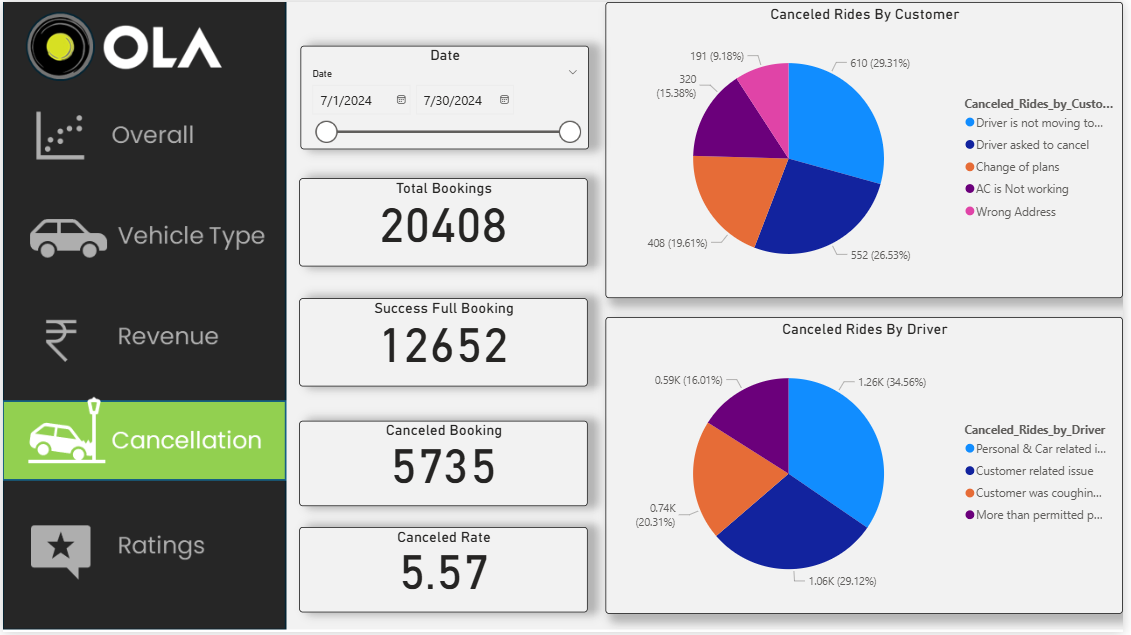 OLA
Overall
Vehicle Type
Revenue
Cancellation
Ratings
Date
Date
7/1/2024
7/30/2024
Total Bookings
20408
Success Full Booking
12652
Canceled Booking
5735
Canceled Rate
5.57
Canceled Rides By Customer
191 (9.18%)
610 (29.31%)
320
(15.38%)
408 (19.61%)
552 (26.53%)
Canceled_Rides_by_Custo...
Driver is not moving to...
Driver asked to cancel
Change of plans
AC is Not working
Wrong Address
Canceled Rides By Driver
0.59K (16.01%)
1.26K (34.56%)
0.74K
(20.31%)
1.06K (29.12%)
Canceled_Rides_by_Driver
Personal & Car related i...
Customer related issue
Customer was coughin...
More than permitted p...